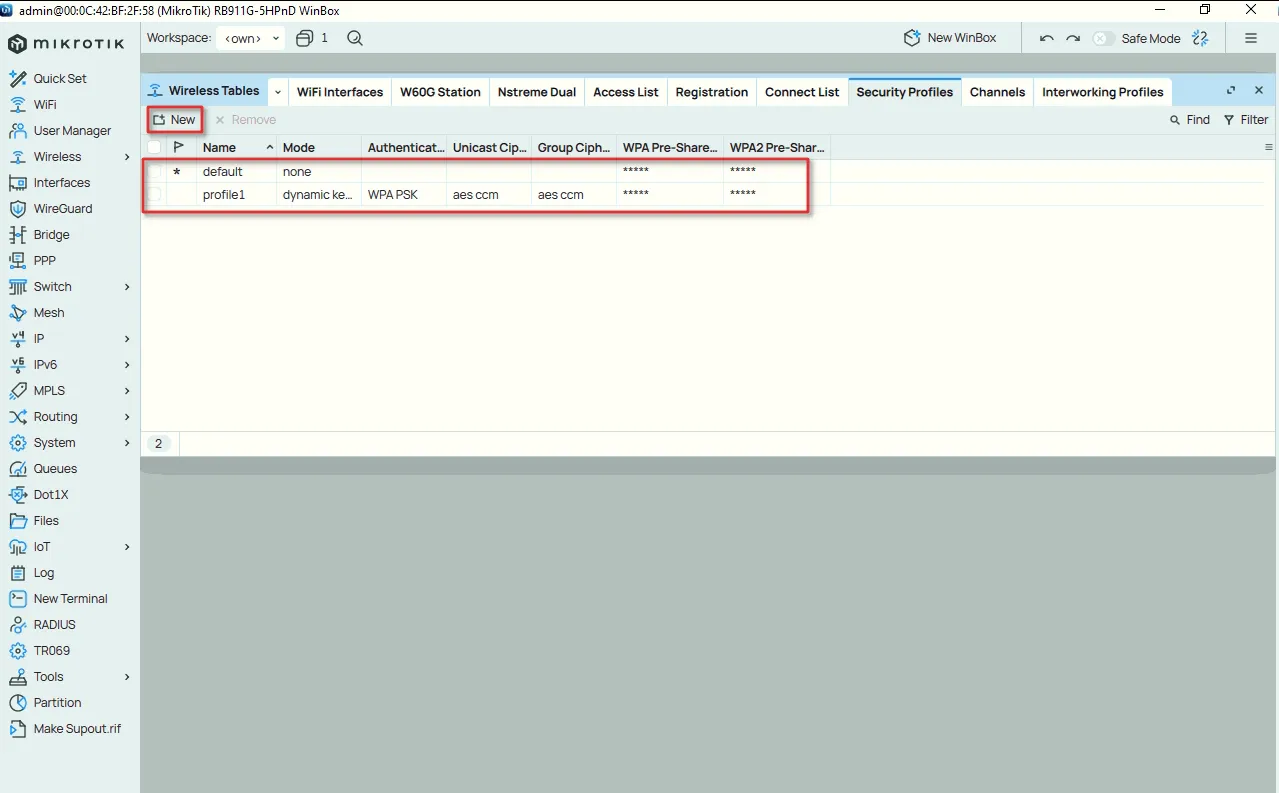 admin@00:0C:42:BF:2F:58 (MikroTik) RB911G-5HPnD WinBox
MIKROTIK
Workspace: <own> 1 New WinBox Safe Mode
Quick Set
WiFi
User Manager
Wireless
Interfaces
WireGuard
Bridge
PPP
Switch
Mesh
IP
IPv6
MPLS
Routing
System
Queues
Dot1X
Files
IoT
Log
New Terminal
RADIUS
TR069
Tools
Partition
Make Supout.rif
Wireless Tables WiFi Interfaces W60G Station Nstreme Dual Access List Registration Connect List Security Profiles Channels Interworking Profiles
New Remove Find Filter
Name Mode Authenticat... Unicast Cip... Group Ciph... WPA Pre-Share... WPA2 Pre-Shar...
* default none ***** *****
profile1 dynamic ke... WPA PSK aes ccm aes ccm ***** *****
2